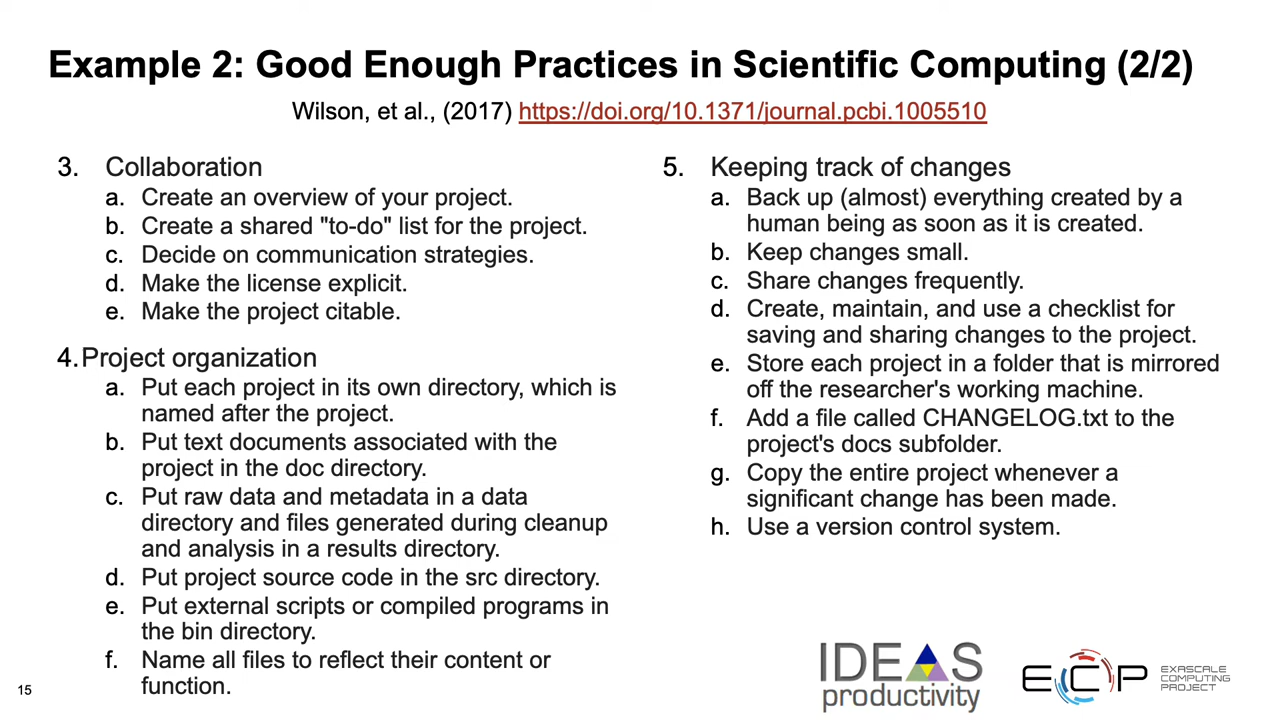 Example 2: Good Enough Practices in Scientific Computing (2/2)
Wilson, et al., (2017) https://doi.org/10.1371/journal.pcbi.1005510
3. Collaboration
a. Create an overview of your project.
b. Create a shared "to-do" list for the project.
c. Decide on communication strategies.
d. Make the license explicit.
e. Make the project citable.
4. Project organization
a. Put each project in its own directory, which is
named after the project.
b. Put text documents associated with the
project in the doc directory.
c. Put raw data and metadata in a data
directory and files generated during cleanup
and analysis in a results directory.
d. Put project source code in the src directory.
e. Put external scripts or compiled programs in
the bin directory.
f. Name all files to reflect their content or
function.
5. Keeping track of changes
a. Back up (almost) everything created by a
human being as soon as it is created.
b. Keep changes small.
c. Share changes frequently.
d. Create, maintain, and use a checklist for
saving and sharing changes to the project.
e. Store each project in a folder that is mirrored
off the researcher's working machine.
f. Add a file called CHANGELOG.txt to the
project's docs subfolder.
g. Copy the entire project whenever a
significant change has been made.
h. Use a version control system.
15
IDEAS
productivity
ECP
EXASCALE
COMPUTING
PROJECT